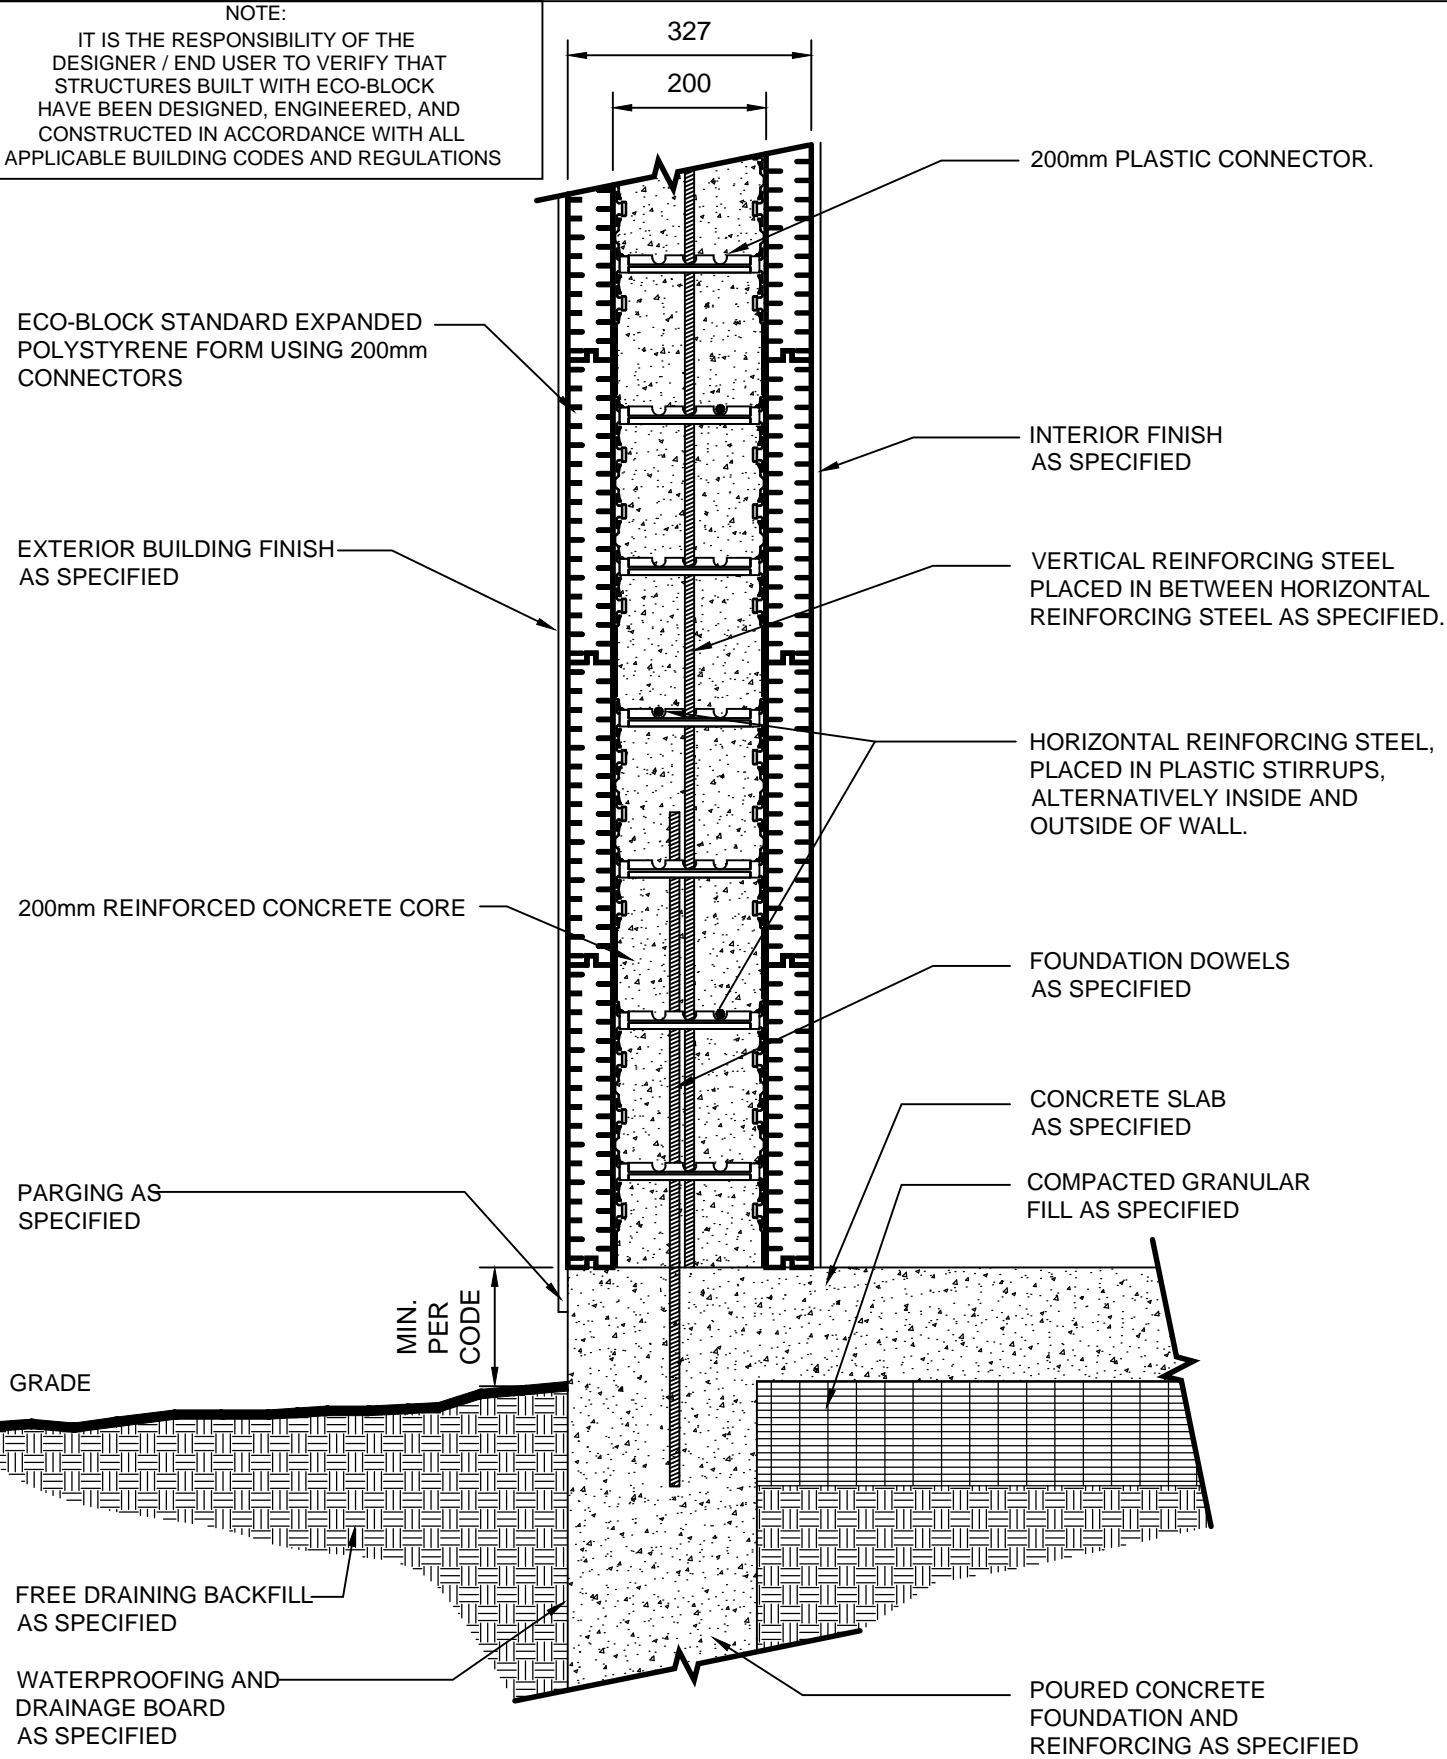 NOTE:
IT IS THE RESPONSIBILITY OF THE
DESIGNER / END USER TO VERIFY THAT
STRUCTURES BUILT WITH ECO-BLOCK
HAVE BEEN DESIGNED, ENGINEERED, AND
CONSTRUCTED IN ACCORDANCE WITH ALL
APPLICABLE BUILDING CODES AND REGULATIONS
327
200
200mm PLASTIC CONNECTOR.
ECO-BLOCK STANDARD EXPANDED
POLYSTYRENE FORM USING 200mm
CONNECTORS
INTERIOR FINISH
AS SPECIFIED
EXTERIOR BUILDING FINISH
AS SPECIFIED
VERTICAL REINFORCING STEEL
PLACED IN BETWEEN HORIZONTAL
REINFORCING STEEL AS SPECIFIED.
HORIZONTAL REINFORCING STEEL,
PLACED IN PLASTIC STIRRUPS,
ALTERNATIVELY INSIDE AND
OUTSIDE OF WALL.
200mm REINFORCED CONCRETE CORE
FOUNDATION DOWELS
AS SPECIFIED
CONCRETE SLAB
AS SPECIFIED
PARGING AS
SPECIFIED
COMPACTED GRANULAR
FILL AS SPECIFIED
MIN.
PER
CODE
GRADE
FREE DRAINING BACKFILL
AS SPECIFIED
WATERPROOFING AND
DRAINAGE BOARD
AS SPECIFIED
POURED CONCRETE
FOUNDATION AND
REINFORCING AS SPECIFIED